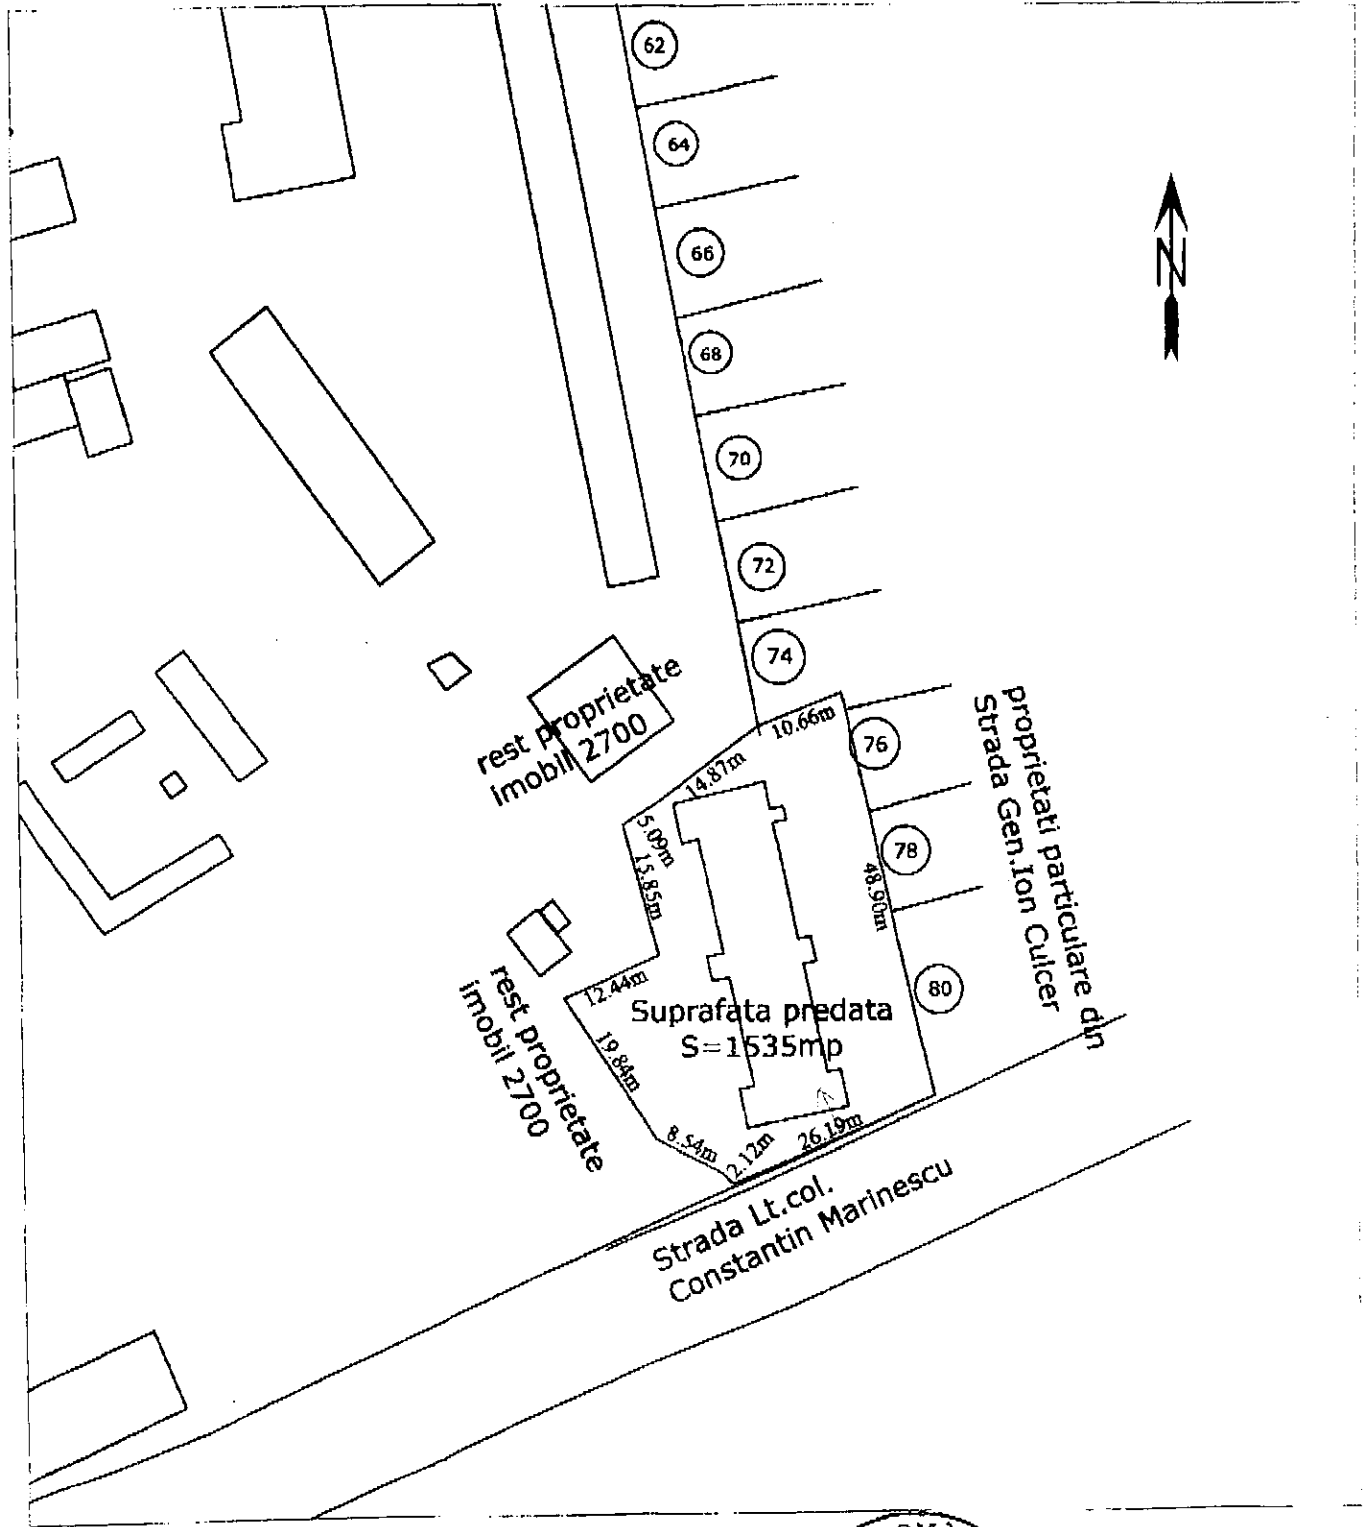 62
64
N
66
68
70
72
74
rest proprietate
imobil 2700
10.66m
76
14.87m
5.09m
15.85m
78
48.90m
proprietati particulare din
Strada Gen.Ion Culcer
12.44m
80
Suprafata predata
S=1535mp
rest proprietate
imobil 2700
19.84m
8.54m
2.12m
26.19m
Strada Lt.col.
Constantin Marinescu